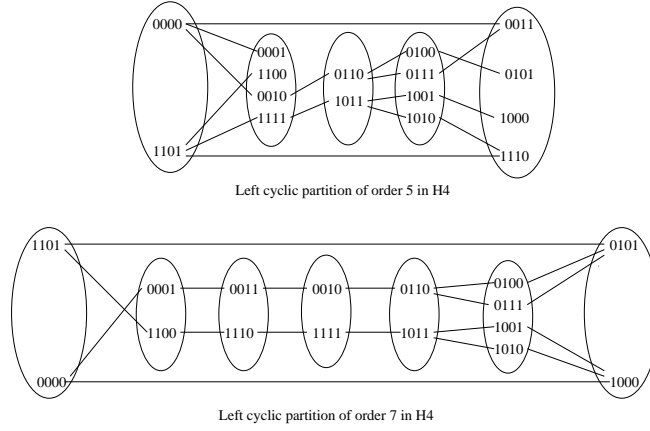 0000 0011
0001 0100
1100 0110 0111 0101
0010 1011 1001
1111 1010 1000
1101 1110
Left cyclic partition of order 5 in H4
1101 0101
0001 0011 0010 0110 0100
0111
1100 1110 1111 1011 1001
1010
0000 1000
Left cyclic partition of order 7 in H4